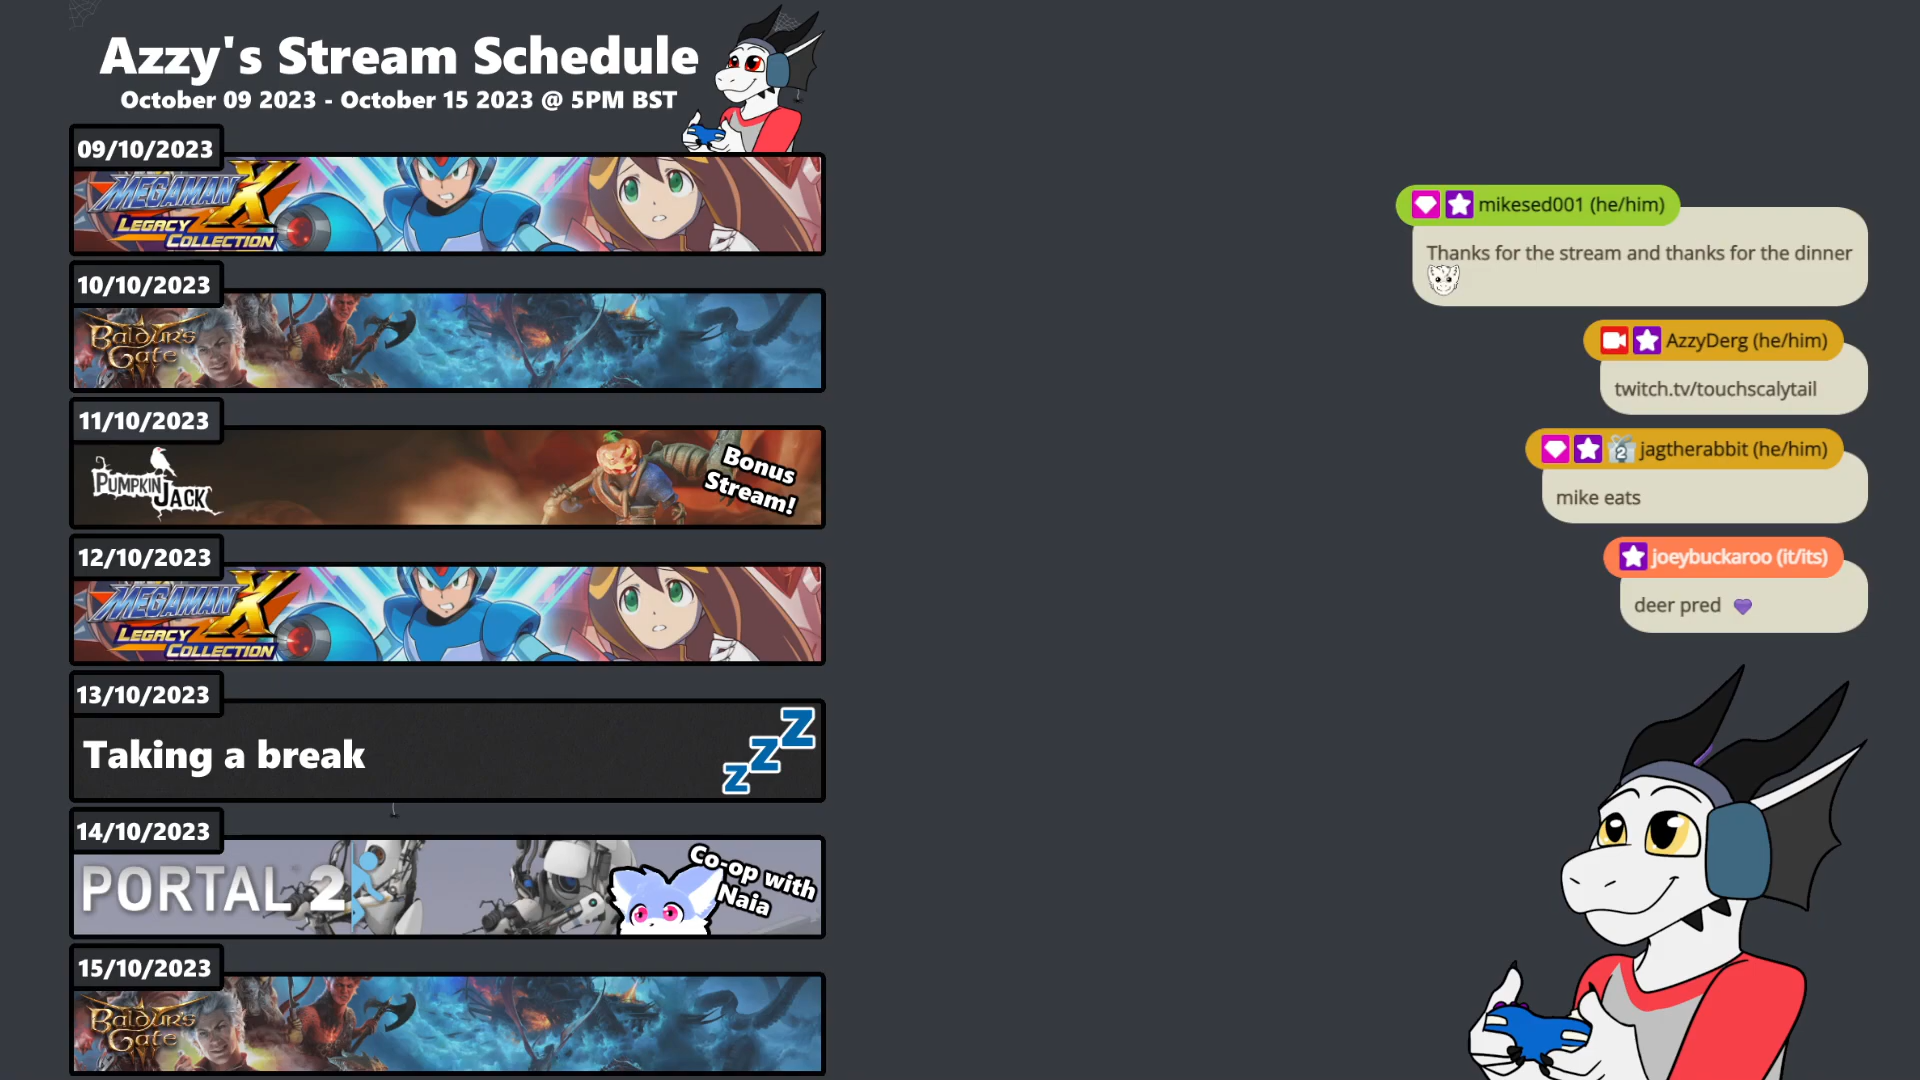 Azzy's Stream Schedule
October 09 2023 - October 15 2023 @ 5PM BST
09/10/2023
MEGAMAN X
LEGACY
COLLECTION
10/10/2023
BALDUR'S
GATE
11/10/2023
PUMPKIN
JACK
Bonus
Stream!
12/10/2023
MEGAMAN X
LEGACY
COLLECTION
13/10/2023
Taking a break
zzZ
14/10/2023
PORTAL 2
Co-op with
Naia
15/10/2023
BALDUR'S
GATE
mikesed001 (he/him)
Thanks for the stream and thanks for the dinner
AzzyDerg (he/him)
twitch.tv/touchscalytail
2 jagtherabbit (he/him)
mike eats
joeybuckaroo (it/its)
deer pred